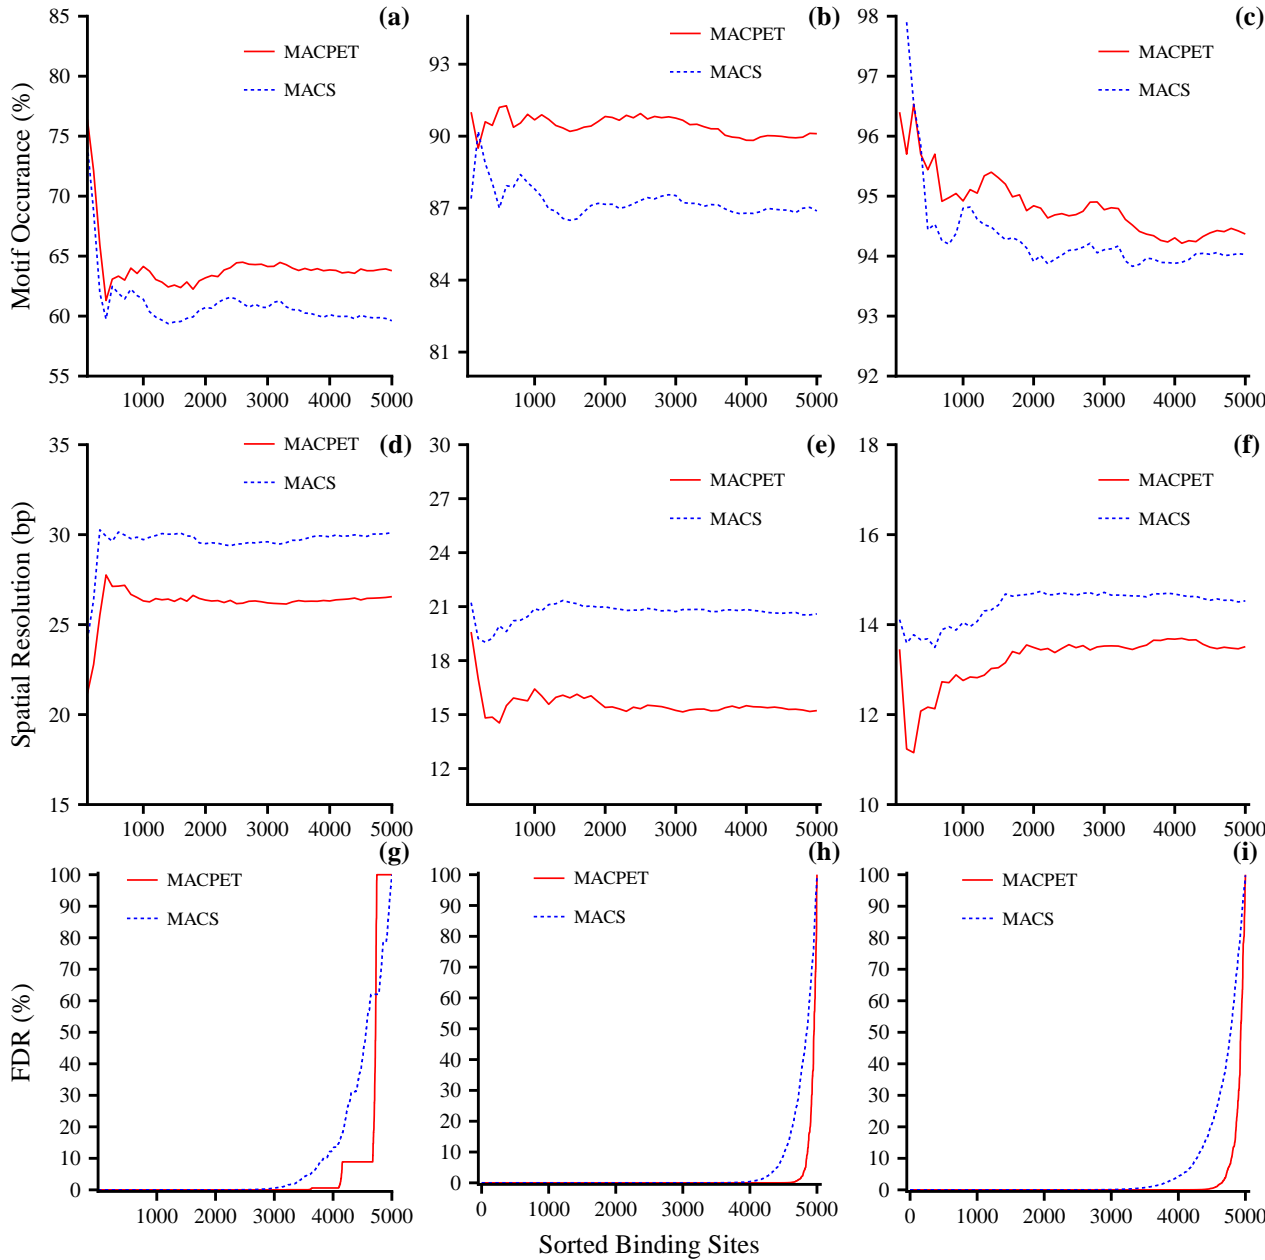 (a)
85
80
75
70
65
60
55
MACPET
MACS
1000 2000 3000 4000 5000
Motif Occurance (%)
(b)
93
90
87
84
81
MACPET
MACS
1000 2000 3000 4000 5000
(c)
98
97
96
95
94
93
92
MACPET
MACS
1000 2000 3000 4000 5000
(d)
35
30
25
20
15
MACPET
MACS
1000 2000 3000 4000 5000
Spatial Resolution (bp)
(e)
30
27
24
21
18
15
12
MACPET
MACS
1000 2000 3000 4000 5000
(f)
18
16
14
12
10
MACPET
MACS
1000 2000 3000 4000 5000
(g)
100
90
80
70
60
50
40
30
20
10
0
MACPET
MACS
1000 2000 3000 4000 5000
FDR (%)
(h)
100
90
80
70
60
50
40
30
20
10
0
MACPET
MACS
0 1000 2000 3000 4000 5000
(i)
100
90
80
70
60
50
40
30
20
10
0
MACPET
MACS
0 1000 2000 3000 4000 5000
Sorted Binding Sites